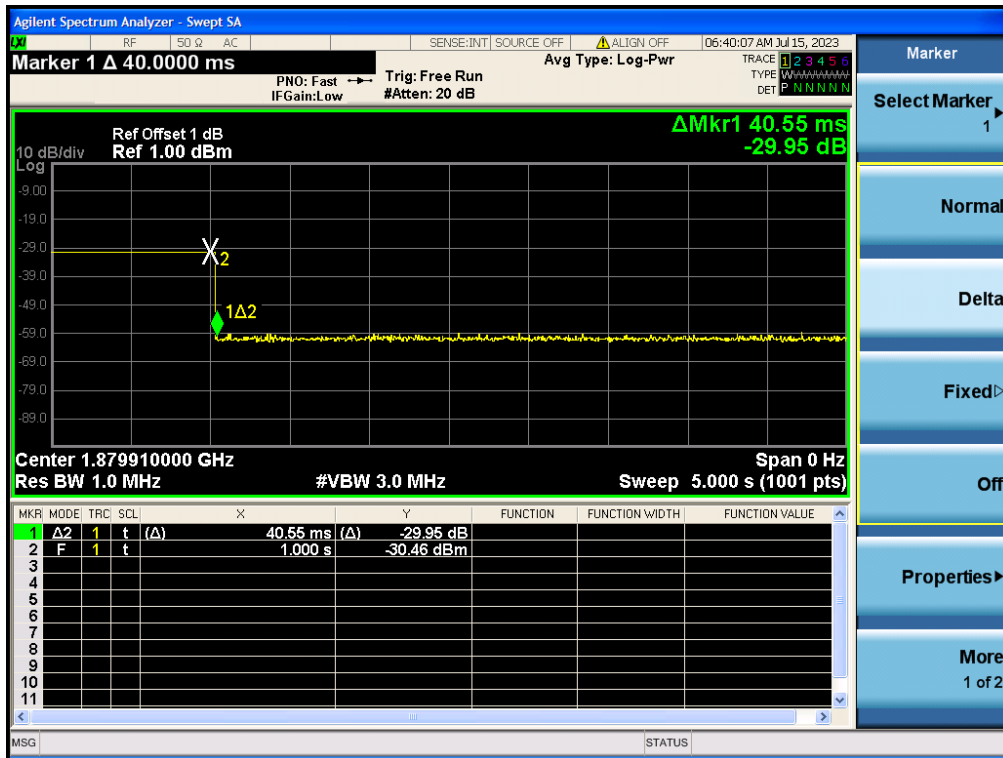 Agilent Spectrum Analyzer - Swept SA
LXI RF 50 Ω AC SENSE:INT SOURCE OFF ALIGN OFF 06:40:07 AM Jul 15, 2023
Marker 1 Δ 40.0000 ms
PNO: Fast
IFGain:Low
Trig: Free Run
#Atten: 20 dB
Avg Type: Log-Pwr
TRACE 1 2 3 4 5 6
TYPE WWWWWWW
DET P N N N N N
ΔMkr1 40.55 ms
-29.95 dB
Ref Offset 1 dB
10 dB/div Ref 1.00 dBm
Log
-9.00
-19.0
-29.0
-39.0
-49.0
-59.0
-69.0
-79.0
-89.0
2
1Δ2
Center 1.879910000 GHz Span 0 Hz
Res BW 1.0 MHz #VBW 3.0 MHz Sweep 5.000 s (1001 pts)
MKR MODE TRC SCL X Y FUNCTION FUNCTION WIDTH FUNCTION VALUE
1 Δ2 1 t (Δ) 40.55 ms (Δ) -29.95 dB
2 F 1 t 1.000 s -30.46 dBm
3
4
5
6
7
8
9
10
11
MSG STATUS
Marker
Select Marker
1
Normal
Delta
Fixed
Off
Properties
More
1 of 2